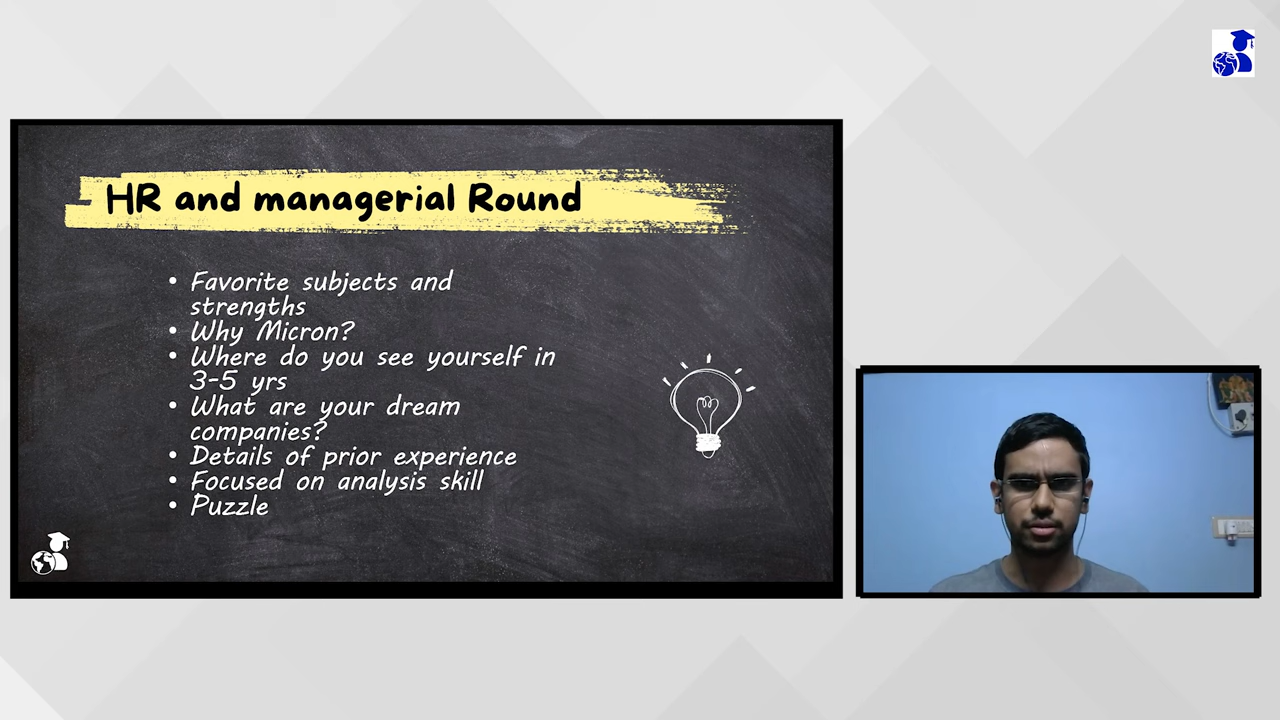 HR and managerial Round
• Favorite subjects and
strengths
• Why Micron?
• Where do you see yourself in
3-5 yrs
• What are your dream
companies?
• Details of prior experience
• Focused on analysis skill
• Puzzle